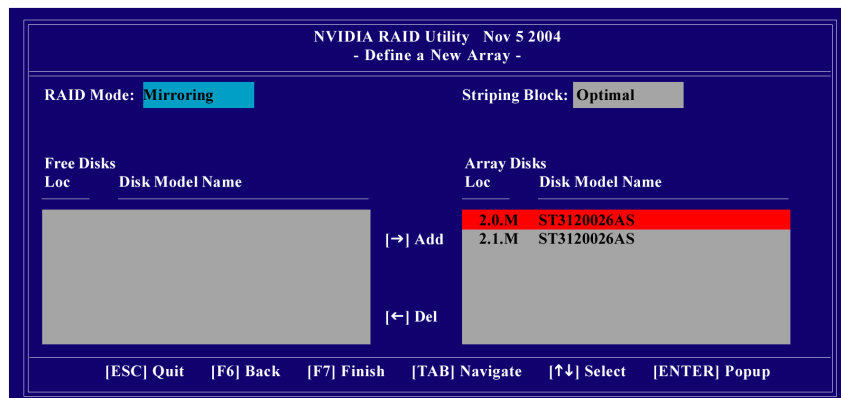 NVIDIA RAID Utility Nov 5 2004
- Define a New Array -
RAID Mode: Mirroring
Striping Block: Optimal
Free Disks
Loc Disk Model Name
Array Disks
Loc Disk Model Name
[→] Add
[←] Del
2.0.M ST3120026AS
2.1.M ST3120026AS
[ESC] Quit [F6] Back [F7] Finish [TAB] Navigate [↑↓] Select [ENTER] Popup